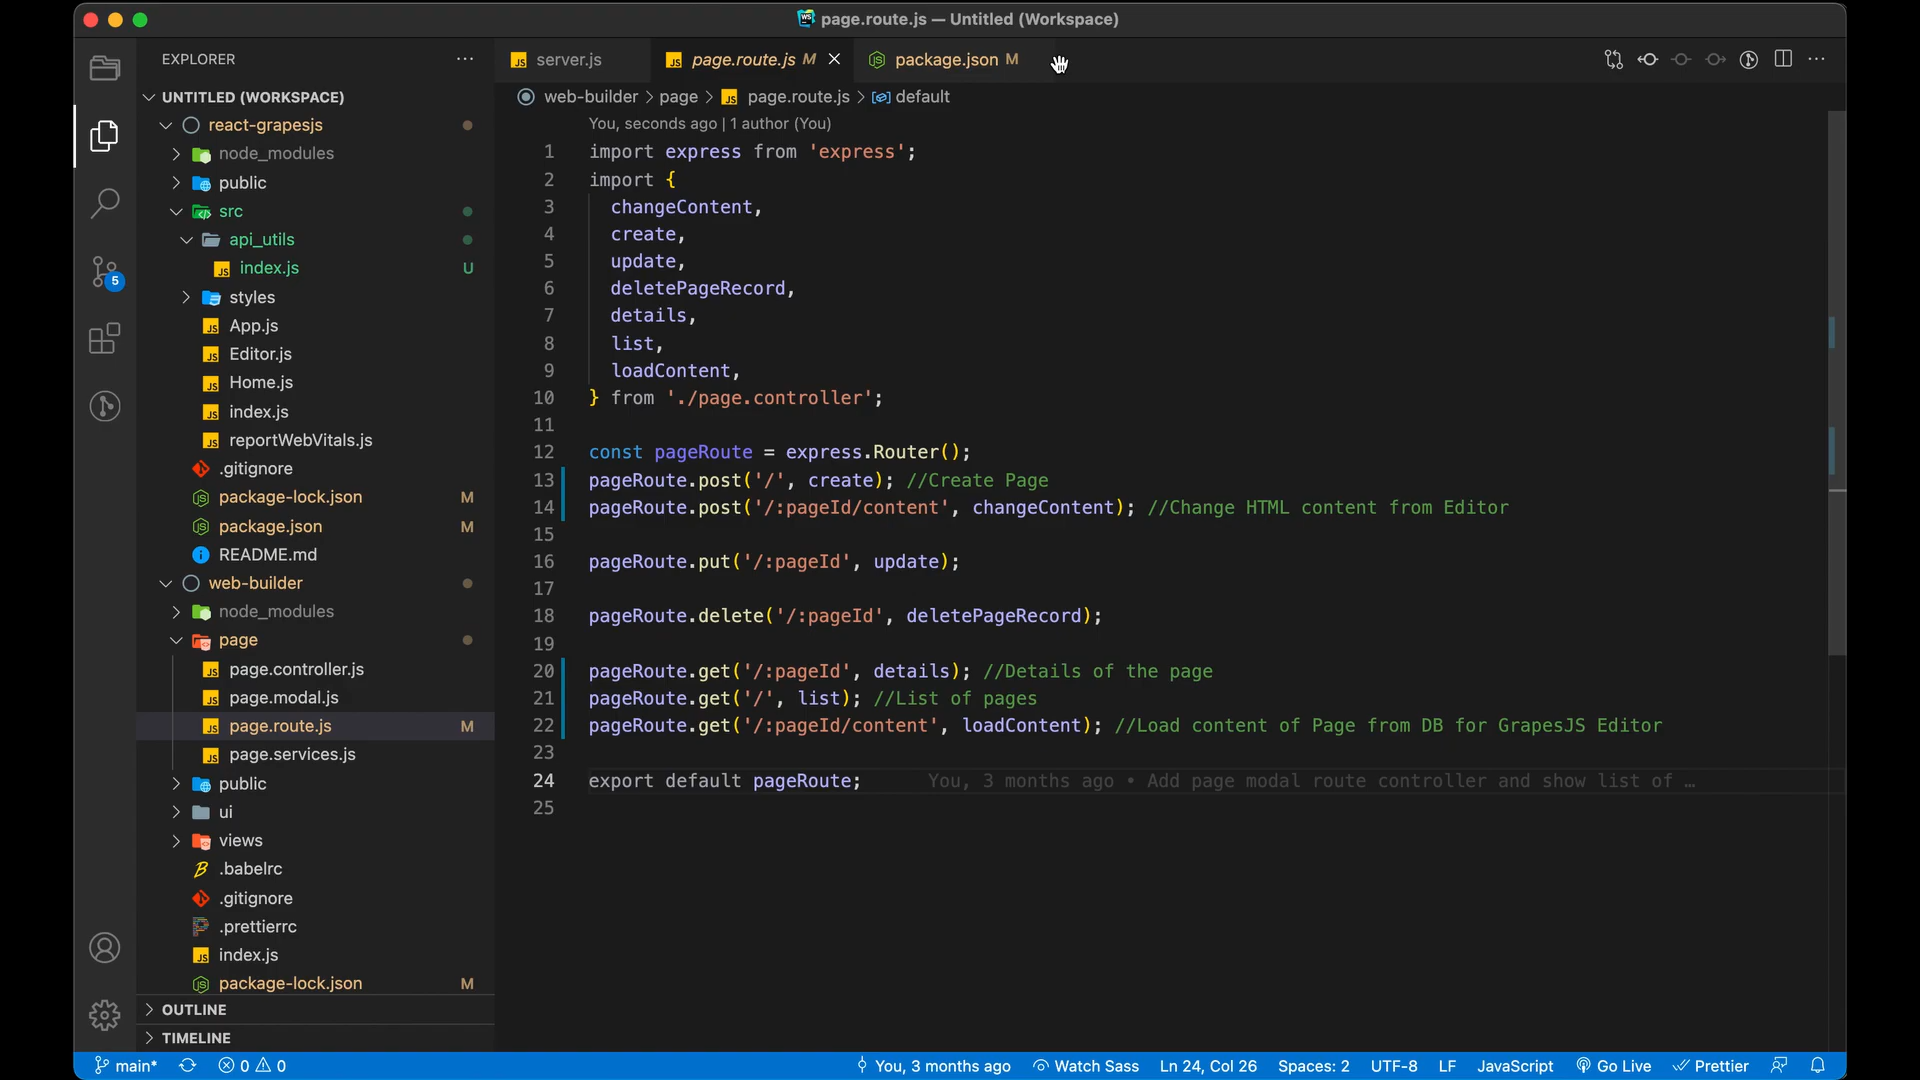 page.route.js — Untitled (Workspace)
EXPLORER
UNTITLED (WORKSPACE)
react-grapesjs
node_modules
public
src
api_utils
index.js U
styles
App.js
Editor.js
Home.js
index.js
reportWebVitals.js
.gitignore
package-lock.json M
package.json M
README.md
web-builder
node_modules
page
page.controller.js
page.modal.js
page.route.js M
page.services.js
public
ui
views
.babelrc
.gitignore
.prettierrc
index.js
package-lock.json M
OUTLINE
TIMELINE
5
server.js
page.route.js M
package.json M
web-builder > page > page.route.js > default
You, seconds ago | 1 author (You)
1 import express from 'express';
2 import {
3 changeContent,
4 create,
5 update,
6 deletePageRecord,
7 details,
8 list,
9 loadContent,
10 } from './page.controller';
11
12 const pageRoute = express.Router();
13 pageRoute.post('/', create); //Create Page
14 pageRoute.post('/:pageId/content', changeContent); //Change HTML content from Editor
15
16 pageRoute.put('/:pageId', update);
17
18 pageRoute.delete('/:pageId', deletePageRecord);
19
20 pageRoute.get('/:pageId', details); //Details of the page
21 pageRoute.get('/', list); //List of pages
22 pageRoute.get('/:pageId/content', loadContent); //Load content of Page from DB for GrapesJS Editor
23
24 export default pageRoute; You, 3 months ago • Add page modal route controller and show list of …
25
main* 0 0 You, 3 months ago Watch Sass Ln 24, Col 26 Spaces: 2 UTF-8 LF JavaScript Go Live Prettier